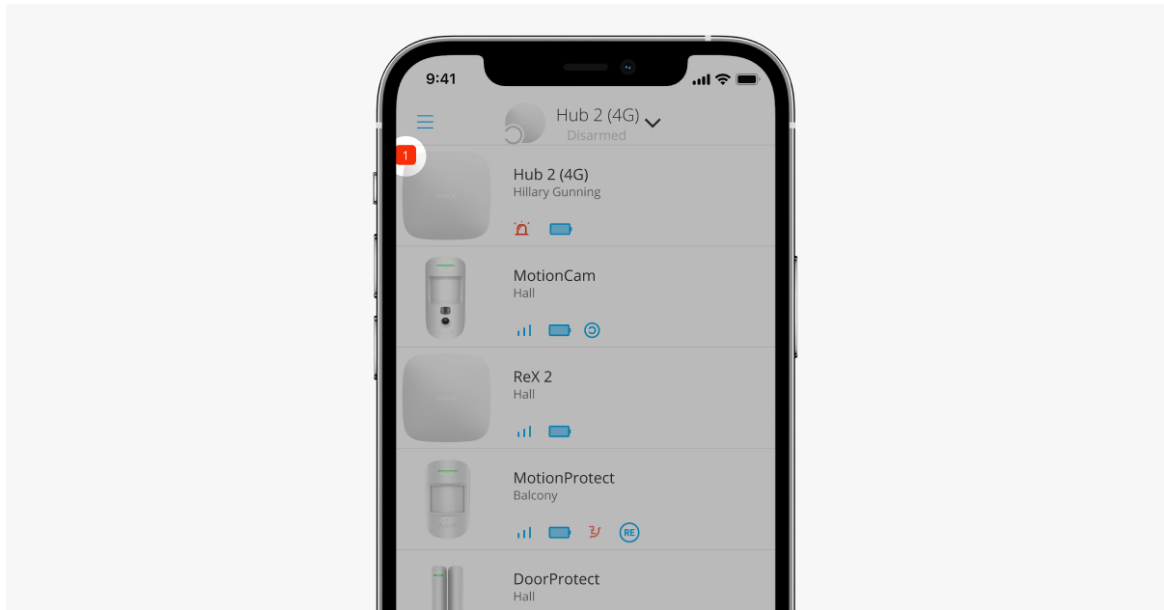 9:41
Hub 2 (4G)
Disarmed
1
Hub 2 (4G)
Hillary Gunning
MotionCam
Hall
ReX 2
Hall
MotionProtect
Balcony
RE
DoorProtect
Hall